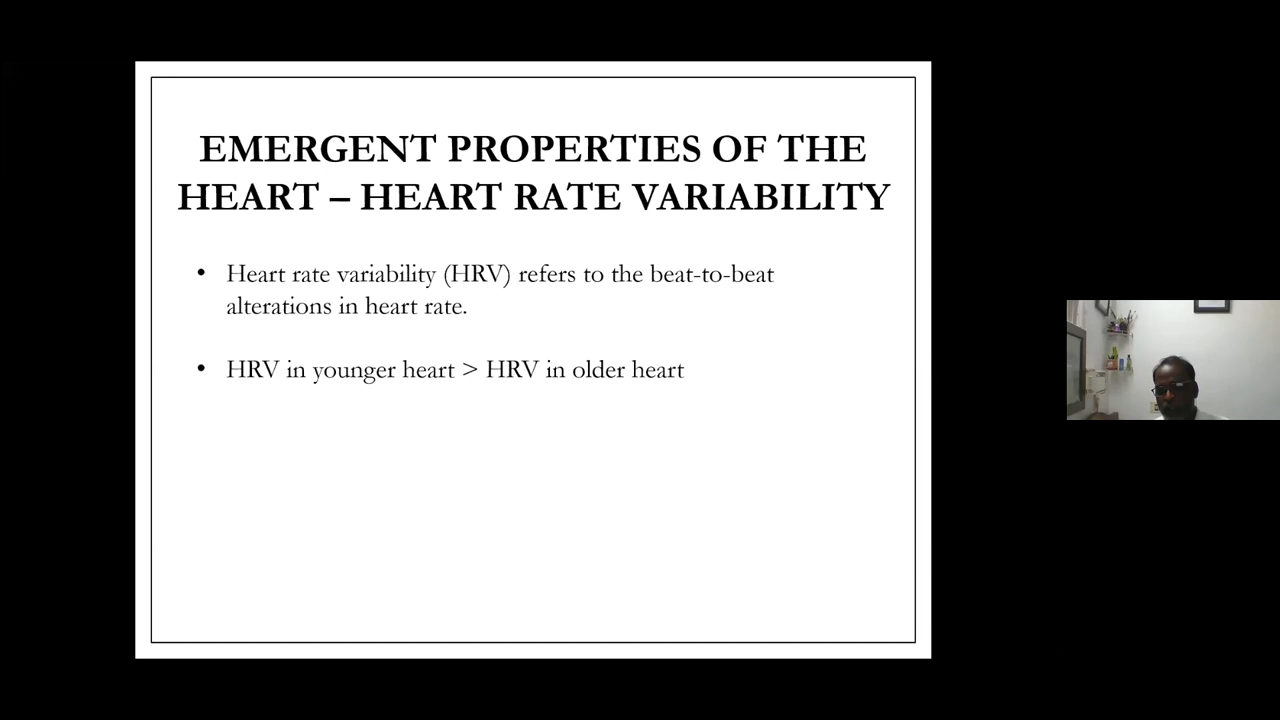 EMERGENT PROPERTIES OF THE
HEART – HEART RATE VARIABILITY
• Heart rate variability (HRV) refers to the beat-to-beat
alterations in heart rate.
• HRV in younger heart > HRV in older heart